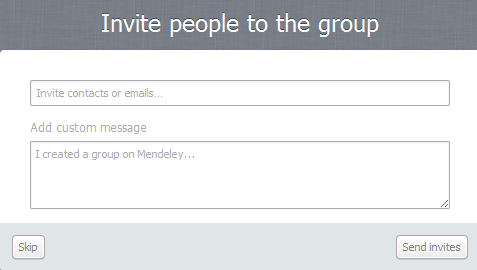 Invite people to the group
Invite contacts or emails...
Add custom message
I created a group on Mendeley...
Skip
Send invites